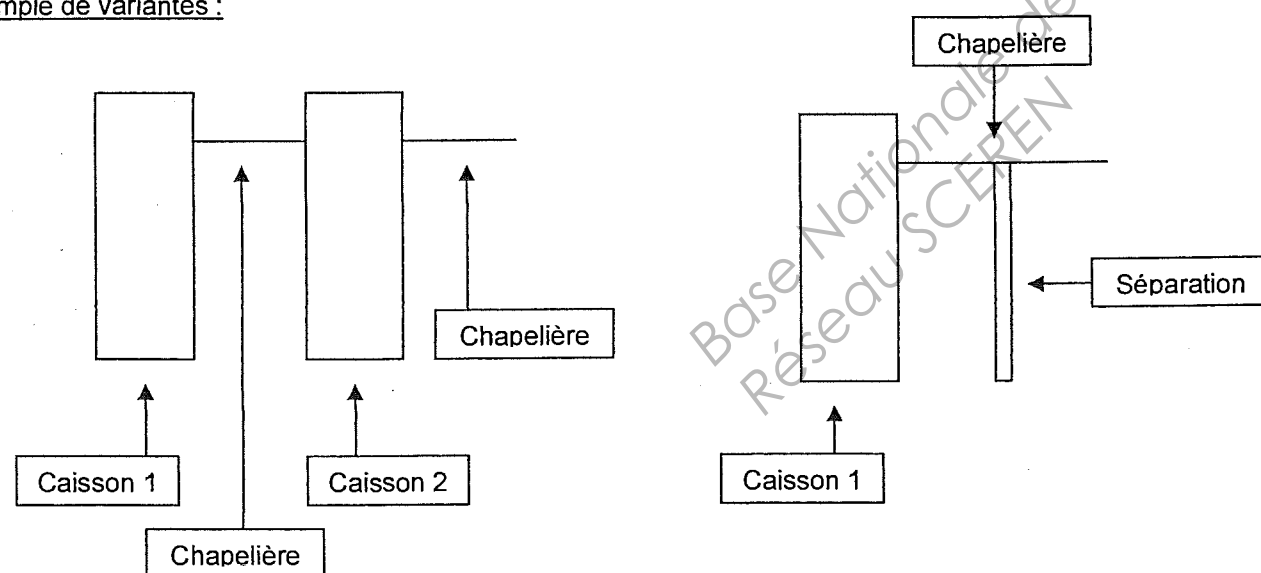 mple de variantes :
Chapelière
Chapelière
Séparation
Caisson 1
Caisson 2
Caisson 1
Chapelière
Base Nationale de
Réseau SCEREN